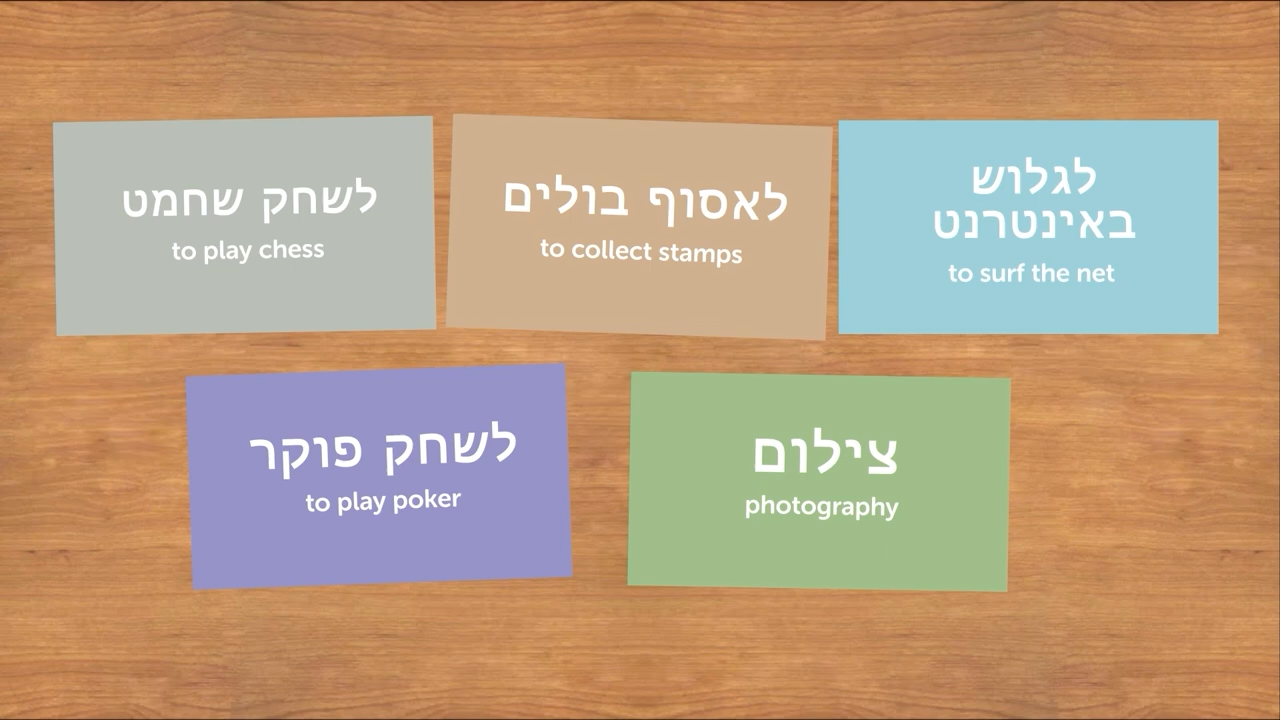 לשחק שחמט
to play chess
לאסוף בולים
to collect stamps
לגלוש
באינטרנט
to surf the net
לשחק פוקר
to play poker
צילום
photography